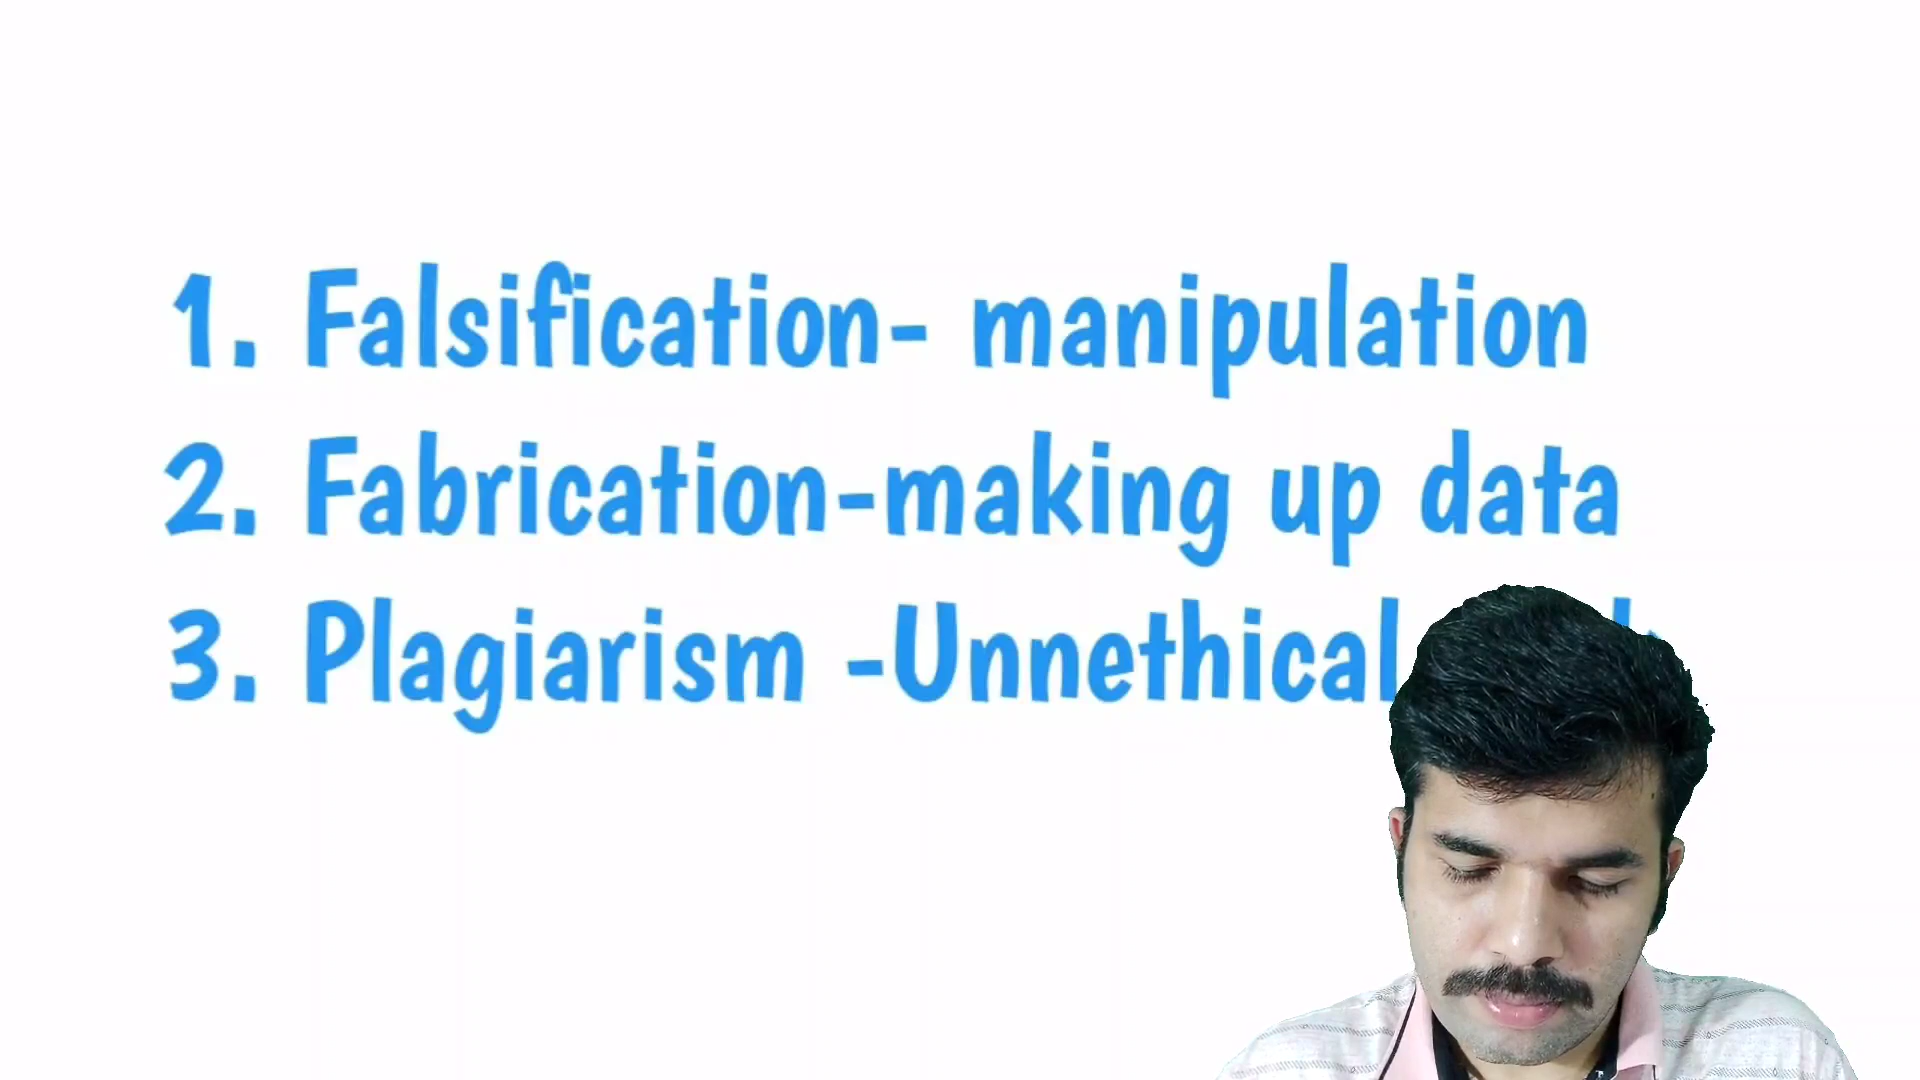 1. Falsification- manipulation
2. Fabrication-making up data
3. Plagiarism -Unnethical